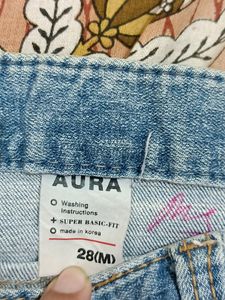 AURA
Washing
instructions
+ SUPER BASIC-FIT
made in korea
28(M)